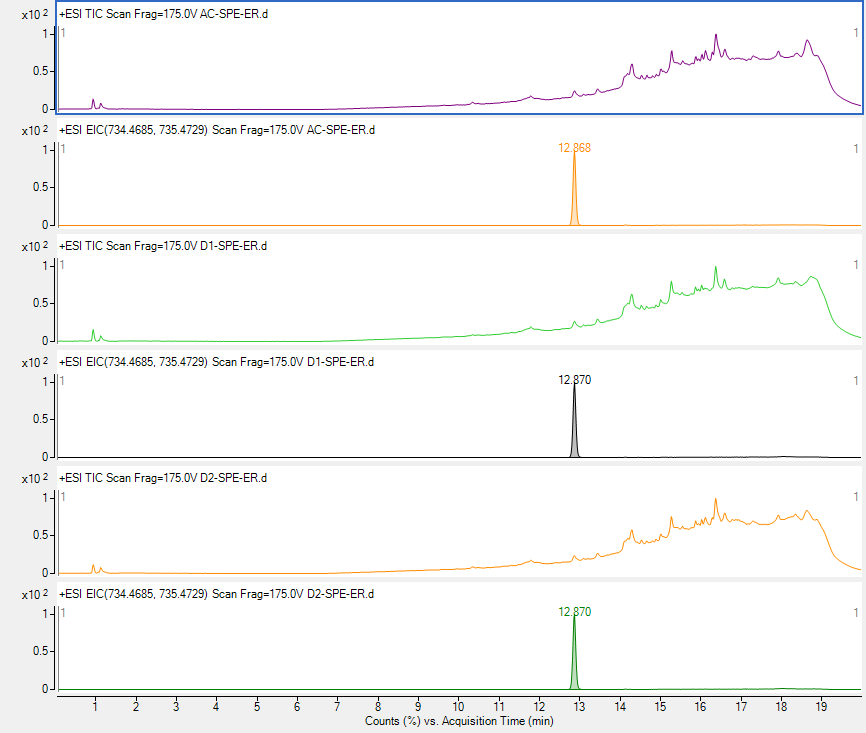 x10 2 +ESI TIC Scan Frag=175.0V AC-SPE-ER.d
1 1 1
0.5
0
x10 2 +ESI EIC(734.4685, 735.4729) Scan Frag=175.0V AC-SPE-ER.d
1 1 12.868 1
0.5
0
x10 2 +ESI TIC Scan Frag=175.0V D1-SPE-ER.d
1 1 1
0.5
0
x10 2 +ESI EIC(734.4685, 735.4729) Scan Frag=175.0V D1-SPE-ER.d
1 1 12.870 1
0.5
0
x10 2 +ESI TIC Scan Frag=175.0V D2-SPE-ER.d
1 1 1
0.5
0
x10 2 +ESI EIC(734.4685, 735.4729) Scan Frag=175.0V D2-SPE-ER.d
1 1 12.870 1
0.5
0
1 2 3 4 5 6 7 8 9 10 11 12 13 14 15 16 17 18 19
Counts (%) vs. Acquisition Time (min)